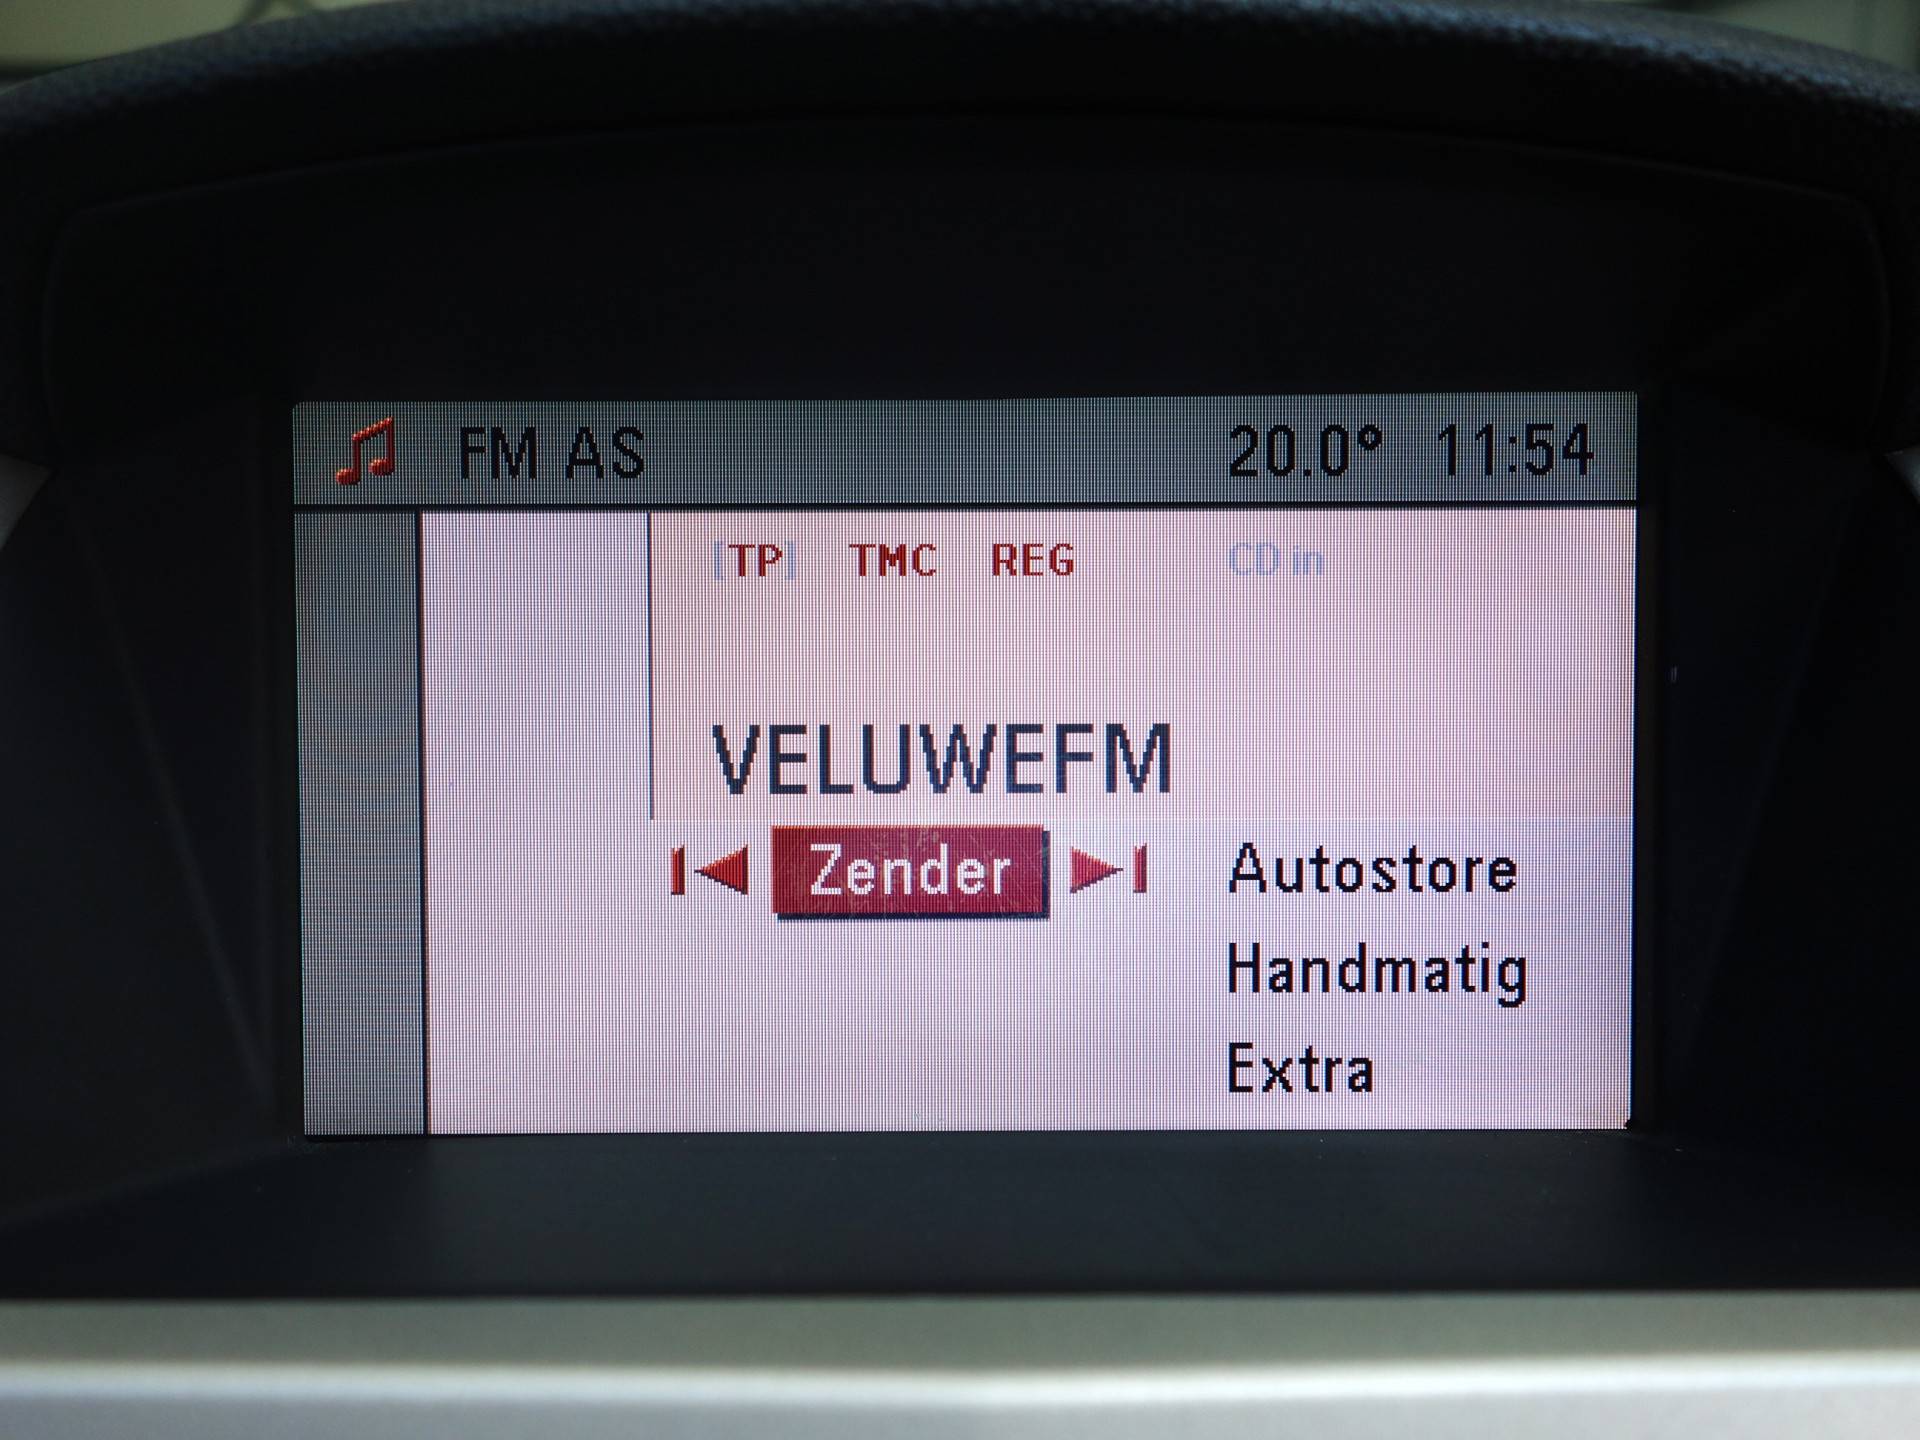 FM AS 20.0° 11:54
[TP] TMC REG CD in
VELUWEFM
Zender Autostore
Handmatig
Extra